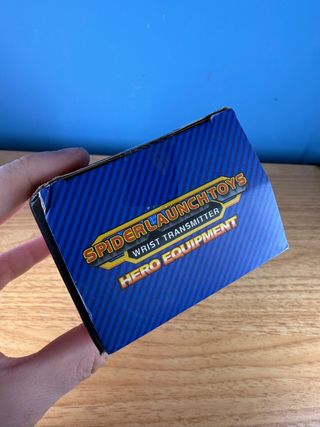 SPIDERLAUNCHTOYS
WRIST TRANSMITTER
HERO EQUIPMENT